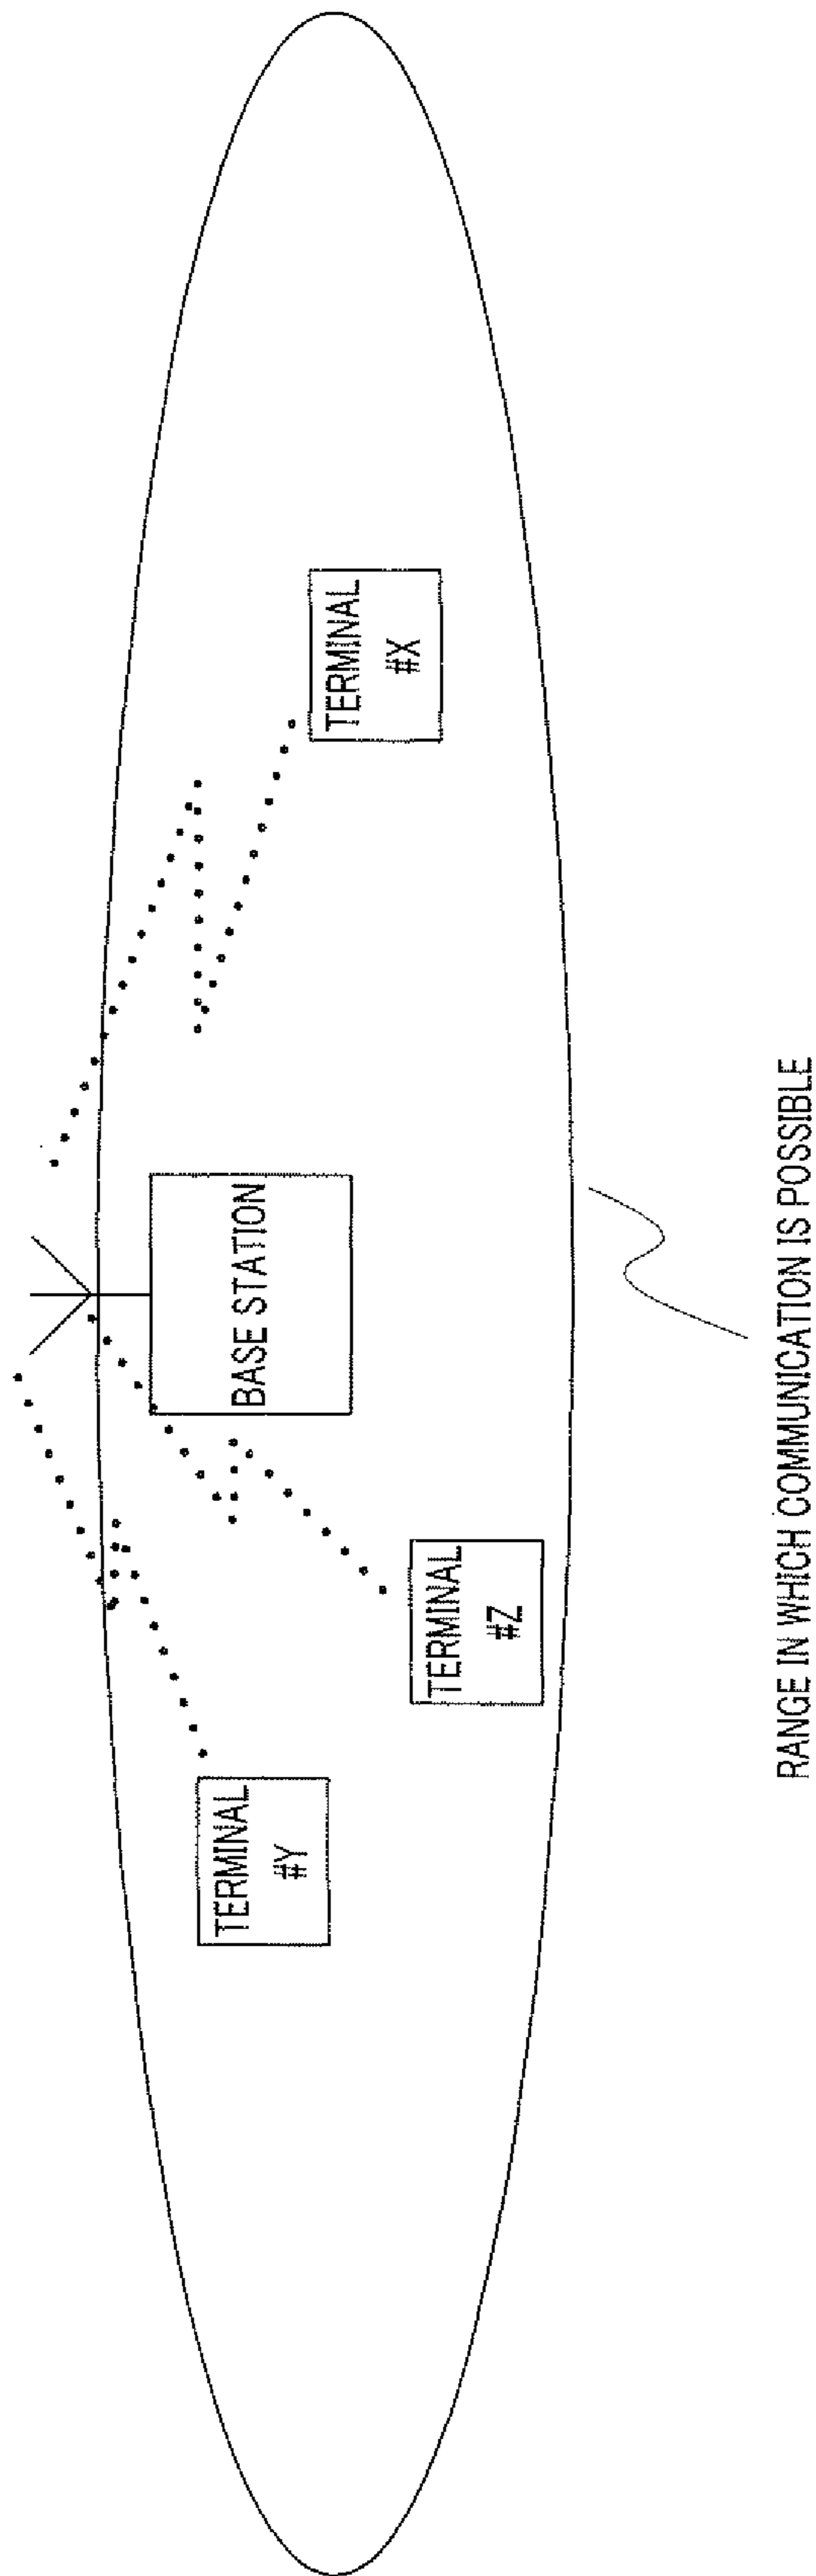 TERMINAL
#Y
TERMINAL
#Z
BASE STATION
TERMINAL
#X
RANGE IN WHICH COMMUNICATION IS POSSIBLE